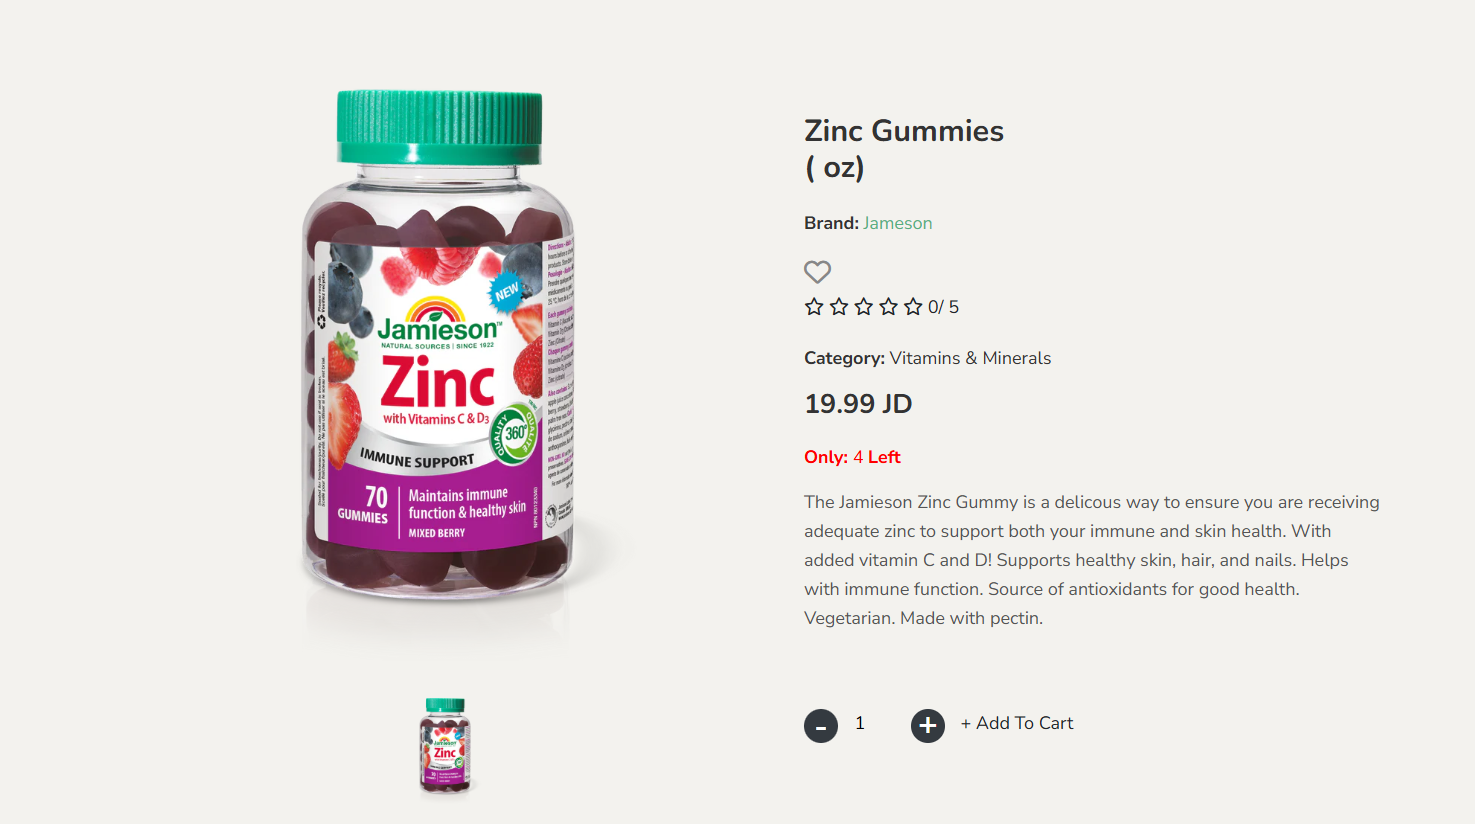 Jamieson™
NATURAL SOURCES | SINCE 1922
NEW
Zinc
with Vitamins C & D3
QUALITY
360°
QUALITÉ
IMMUNE SUPPORT
70
GUMMIES
Maintains immune
function & healthy skin
MIXED BERRY
Zinc Gummies
( oz)
Brand: Jameson
0/ 5
Category: Vitamins & Minerals
19.99 JD
Only: 4 Left
The Jamieson Zinc Gummy is a delicous way to ensure you are receiving
adequate zinc to support both your immune and skin health. With
added vitamin C and D! Supports healthy skin, hair, and nails. Helps
with immune function. Source of antioxidants for good health.
Vegetarian. Made with pectin.
- 1 + + Add To Cart
Jamieson
Zinc